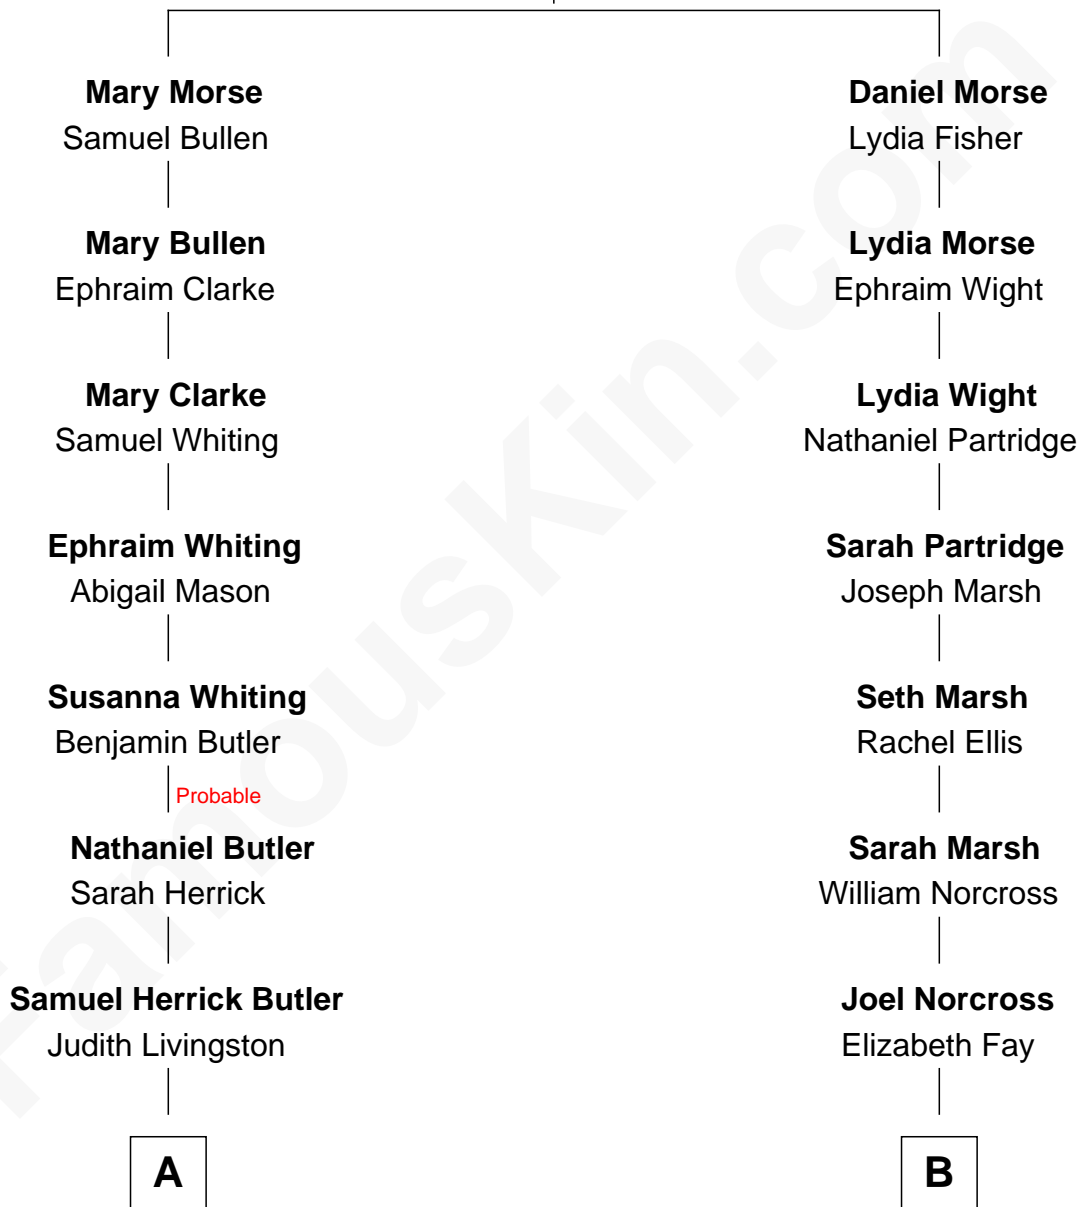 Mary Morse
Samuel Bullen
Daniel Morse
Lydia Fisher
Mary Bullen
Ephraim Clarke
Lydia Morse
Ephraim Wight
Mary Clarke
Samuel Whiting
Lydia Wight
Nathaniel Partridge
Ephraim Whiting
Abigail Mason
Sarah Partridge
Joseph Marsh
Susanna Whiting
Benjamin Butler
Seth Marsh
Rachel Ellis
Probable
Nathaniel Butler
Sarah Herrick
Sarah Marsh
William Norcross
Samuel Herrick Butler
Judith Livingston
Joel Norcross
Elizabeth Fay
A
B
FamousKin.com